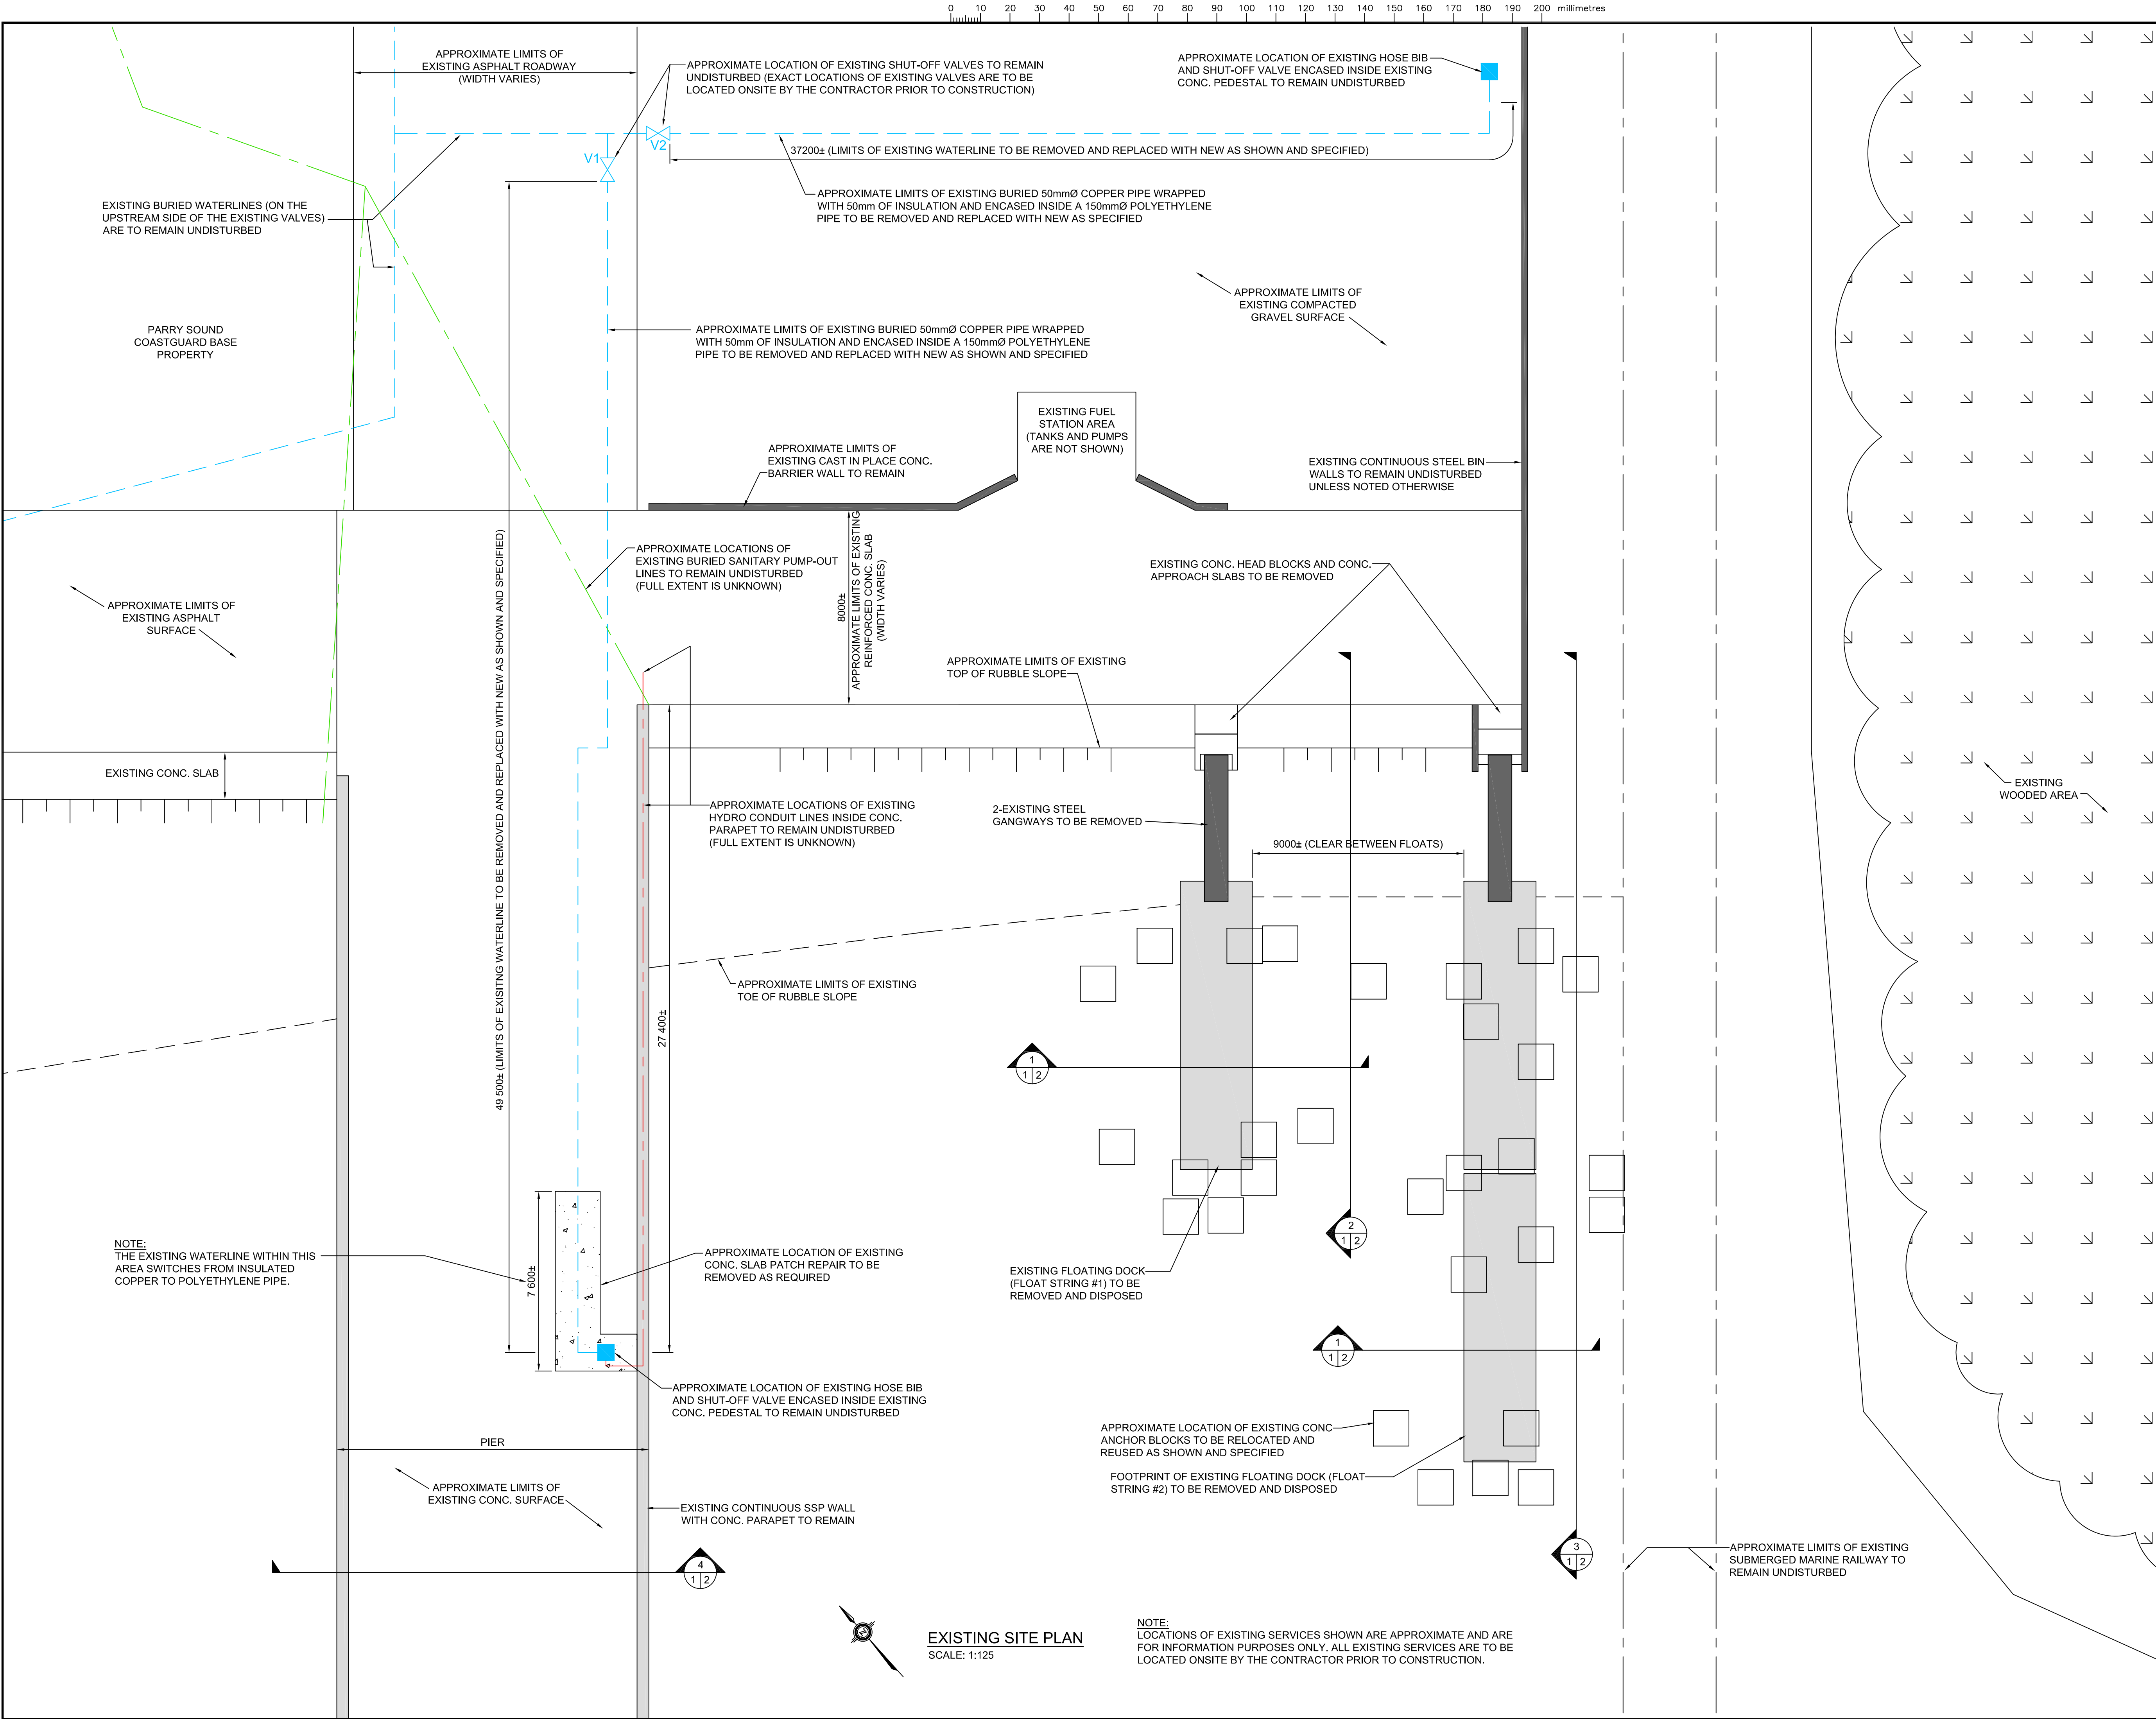 0 10 20 30 40 50 60 70 80 90 100 110 120 130 140 150 160 170 180 190 200 millimetres
APPROXIMATE LIMITS OF
EXISTING ASPHALT ROADWAY
(WIDTH VARIES)
APPROXIMATE LOCATION OF EXISTING SHUT-OFF VALVES TO REMAIN
UNDISTURBED (EXACT LOCATIONS OF EXISTING VALVES ARE TO BE
LOCATED ONSITE BY THE CONTRACTOR PRIOR TO CONSTRUCTION)
APPROXIMATE LOCATION OF EXISTING HOSE BIB
AND SHUT-OFF VALVE ENCASED INSIDE EXISTING
CONC. PEDESTAL TO REMAIN UNDISTURBED
V1
V2
37200± (LIMITS OF EXISTING WATERLINE TO BE REMOVED AND REPLACED WITH NEW AS SHOWN AND SPECIFIED)
EXISTING BURIED WATERLINES (ON THE
UPSTREAM SIDE OF THE EXISTING VALVES)
ARE TO REMAIN UNDISTURBED
APPROXIMATE LIMITS OF EXISTING BURIED 50mmØ COPPER PIPE WRAPPED
WITH 50mm OF INSULATION AND ENCASED INSIDE A 150mmØ POLYETHYLENE
PIPE TO BE REMOVED AND REPLACED WITH NEW AS SPECIFIED
APPROXIMATE LIMITS OF
EXISTING COMPACTED
GRAVEL SURFACE
PARRY SOUND
COASTGUARD BASE
PROPERTY
APPROXIMATE LIMITS OF EXISTING BURIED 50mmØ COPPER PIPE WRAPPED
WITH 50mm OF INSULATION AND ENCASED INSIDE A 150mmØ POLYETHYLENE
PIPE TO BE REMOVED AND REPLACED WITH NEW AS SHOWN AND SPECIFIED
EXISTING FUEL
STATION AREA
(TANKS AND PUMPS
ARE NOT SHOWN)
APPROXIMATE LIMITS OF
EXISTING CAST IN PLACE CONC.
BARRIER WALL TO REMAIN
EXISTING CONTINUOUS STEEL BIN
WALLS TO REMAIN UNDISTURBED
UNLESS NOTED OTHERWISE
49 500± (LIMITS OF EXISITNG WATERLINE TO BE REMOVED AND REPLACED WITH NEW AS SHOWN AND SPECIFIED)
APPROXIMATE LOCATIONS OF
EXISTING BURIED SANITARY PUMP-OUT
LINES TO REMAIN UNDISTURBED
(FULL EXTENT IS UNKNOWN)
8000±
APPROXIMATE LIMITS OF EXISTING
REINFORCED CONC. SLAB
(WIDTH VARIES)
EXISTING CONC. HEAD BLOCKS AND CONC.
APPROACH SLABS TO BE REMOVED
APPROXIMATE LIMITS OF
EXISTING ASPHALT
SURFACE
APPROXIMATE LIMITS OF EXISTING
TOP OF RUBBLE SLOPE
EXISTING CONC. SLAB
APPROXIMATE LOCATIONS OF EXISTING
HYDRO CONDUIT LINES INSIDE CONC.
PARAPET TO REMAIN UNDISTURBED
(FULL EXTENT IS UNKNOWN)
2-EXISTING STEEL
GANGWAYS TO BE REMOVED
9000± (CLEAR BETWEEN FLOATS)
EXISTING
WOODED AREA
APPROXIMATE LIMITS OF EXISTING
TOE OF RUBBLE SLOPE
27 400±
1
1 2
2
1 2
NOTE:
THE EXISTING WATERLINE WITHIN THIS
AREA SWITCHES FROM INSULATED
COPPER TO POLYETHYLENE PIPE.
7 600±
APPROXIMATE LOCATION OF EXISTING
CONC. SLAB PATCH REPAIR TO BE
REMOVED AS REQUIRED
EXISTING FLOATING DOCK
(FLOAT STRING #1) TO BE
REMOVED AND DISPOSED
1
1 2
APPROXIMATE LOCATION OF EXISTING HOSE BIB
AND SHUT-OFF VALVE ENCASED INSIDE EXISTING
CONC. PEDESTAL TO REMAIN UNDISTURBED
PIER
APPROXIMATE LOCATION OF EXISTING CONC
ANCHOR BLOCKS TO BE RELOCATED AND
REUSED AS SHOWN AND SPECIFIED
FOOTPRINT OF EXISTING FLOATING DOCK (FLOAT
STRING #2) TO BE REMOVED AND DISPOSED
APPROXIMATE LIMITS OF
EXISTING CONC. SURFACE
EXISTING CONTINUOUS SSP WALL
WITH CONC. PARAPET TO REMAIN
4
1 2
3
1 2
APPROXIMATE LIMITS OF EXISTING
SUBMERGED MARINE RAILWAY TO
REMAIN UNDISTURBED
EXISTING SITE PLAN
SCALE: 1:125
NOTE:
LOCATIONS OF EXISTING SERVICES SHOWN ARE APPROXIMATE AND ARE
FOR INFORMATION PURPOSES ONLY. ALL EXISTING SERVICES ARE TO BE
LOCATED ONSITE BY THE CONTRACTOR PRIOR TO CONSTRUCTION.